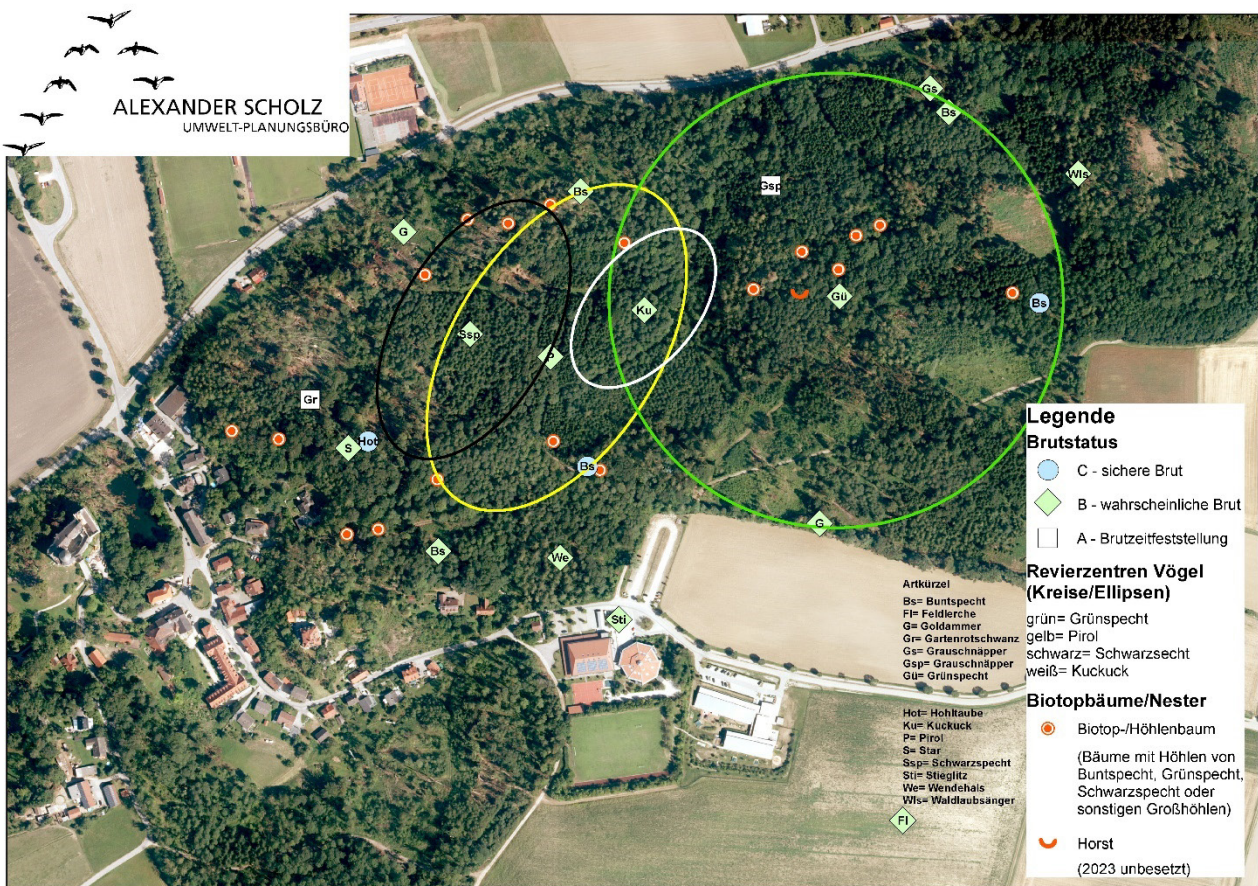 ALEXANDER SCHOLZ
UMWELT-PLANUNGSBÜRO
Gs
Bs
Wls
Gsp
Bs
G
Gü
Bs
Ku
Ssp
P
Gr
S
Hot
Bs
G
Bs
We
Sti
Fl
Artkürzel
Bs= Buntspecht
Fl= Feldlerche
G= Goldammer
Gr= Gartenrotschwanz
Gs= Grauschnäpper
Gsp= Grauschnäpper
Gü= Grünspecht
Hot= Hohltaube
Ku= Kuckuck
P= Pirol
S= Star
Ssp= Schwarzspecht
Sti= Stieglitz
We= Wendehals
Wls= Waldlaubsänger
Legende
Brutstatus
C - sichere Brut
B - wahrscheinliche Brut
A - Brutzeitfeststellung
Revierzentren Vögel
(Kreise/Ellipsen)
grün= Grünspecht
gelb= Pirol
schwarz= Schwarzsecht
weiß= Kuckuck
Biotopbäume/Nester
Biotop-/Höhlenbaum
(Bäume mit Höhlen von
Buntspecht, Grünspecht,
Schwarzspecht oder
sonstigen Großhöhlen)
Horst
(2023 unbesetzt)